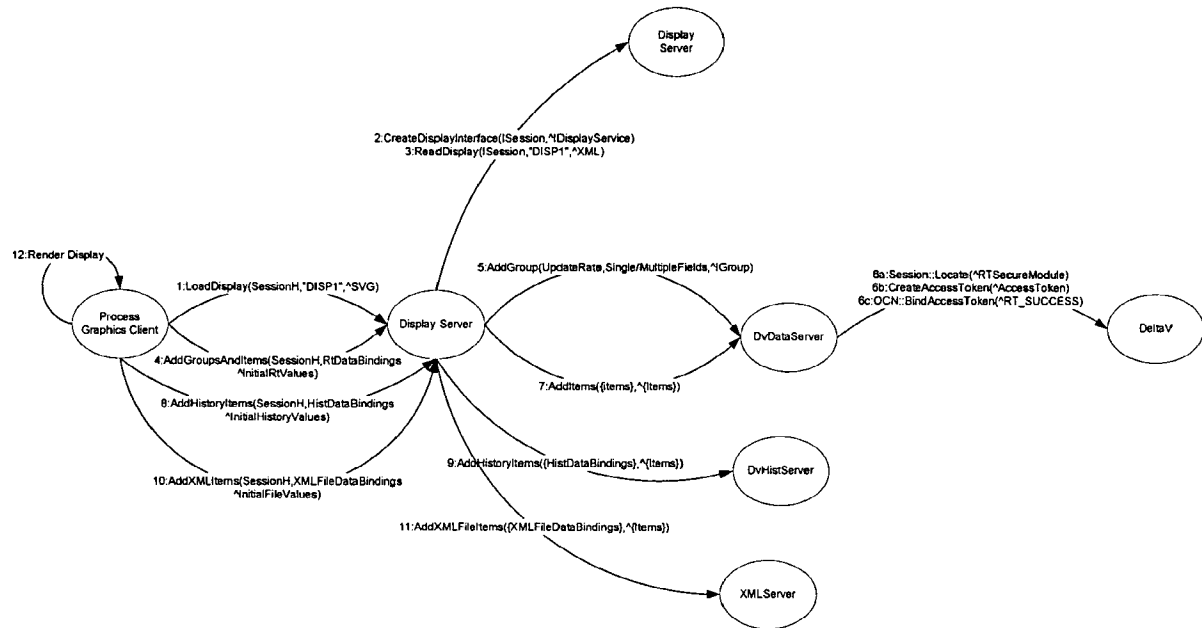 Display
Server
2:CreateDisplayInterface(ISession,^IDisplayService)
3:ReadDisplay(ISession,"DISP1",^XML)
12:Render Display
5:AddGroup(UpdateRate,Single/MultipleFields,^IGroup)
6a:Session::Locate(^RTSecureModule)
6b:CreateAccessToken(^AccessToken)
6c:OCN::BindAccessToken(^RT_SUCCESS)
1:LoadDisplay(SessionH,"DISP1",^SVG)
Process
Graphics Client
Display Server
DvDataServer
DeltaV
4:AddGroupsAndItems(SessionH,RtDataBindings
^InitialRtValues)
7:AddItems({items},^{Items})
8:AddHistoryItems(SessionH,HistDataBindings
^InitialHistoryValues)
9:AddHistoryItems({HistDataBindings},^{Items})
DvHistServer
10:AddXMLItems(SessionH,XMLFileDataBindings
^InitialFileValues)
11:AddXMLFileItems({XMLFileDataBindings},^{Items})
XMLServer